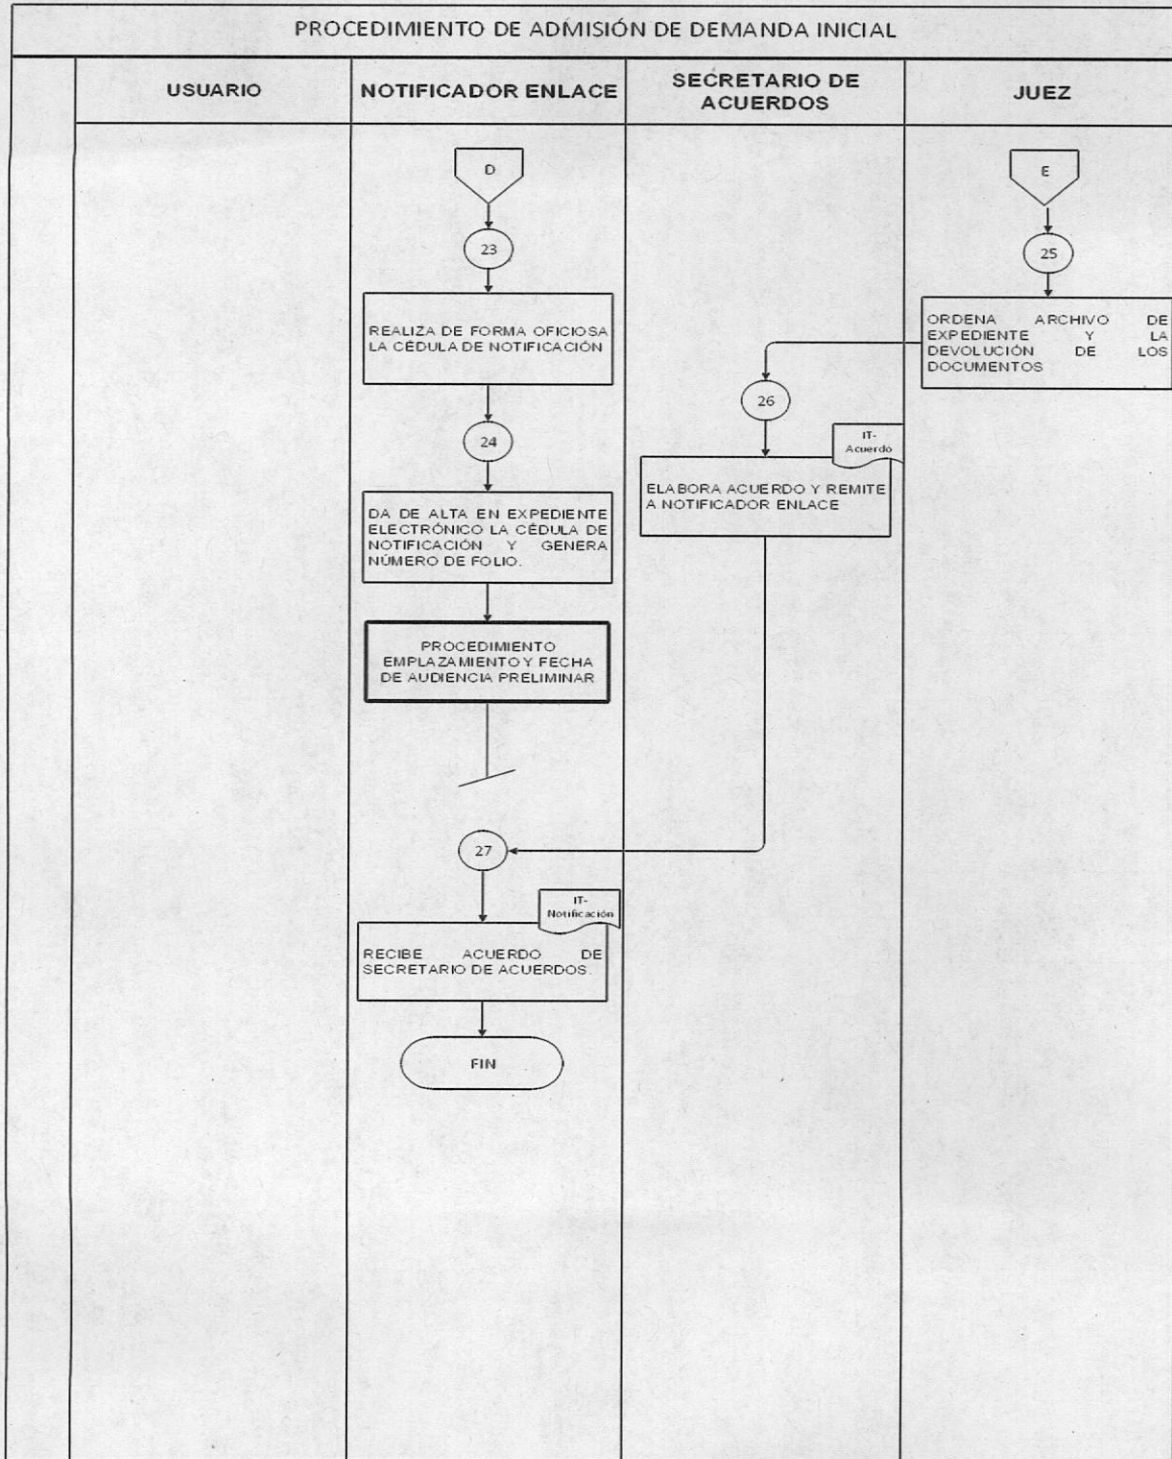 PROCEDIMIENTO DE ADMISIÓN DE DEMANDA INICIAL
USUARIO
NOTIFICADOR ENLACE
SECRETARIO DE
ACUERDOS
JUEZ
D
23
REALIZA DE FORMA OFICIOSA
LA CÉDULA DE NOTIFICACIÓN
24
DA DE ALTA EN EXPEDIENTE
ELECTRÓNICO LA CÉDULA DE
NOTIFICACIÓN Y GENERA
NÚMERO DE FOLIO.
PROCEDIMIENTO
EMPLAZAMIENTO Y FECHA
DE AUDIENCIA PRELIMINAR
E
25
ORDENA ARCHIVO DE
EXPEDIENTE Y LA
DEVOLUCIÓN DE LOS
DOCUMENTOS
26
IT-
Acuerdo
ELABORA ACUERDO Y REMITE
A NOTIFICADOR ENLACE
27
IT-
Notificación
RECIBE ACUERDO DE
SECRETARIO DE ACUERDOS.
FIN